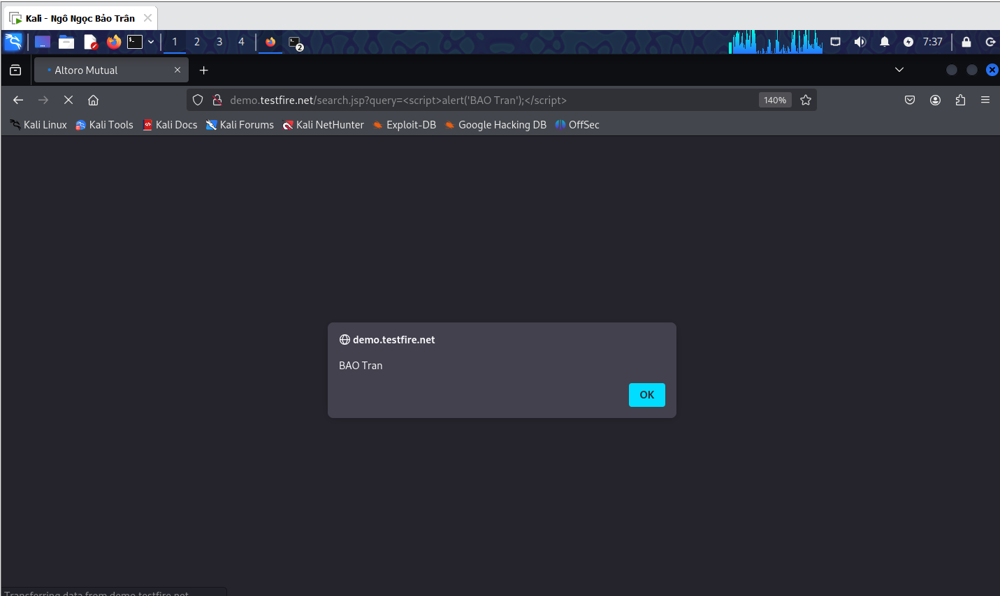 Kali - Ngô Ngọc Bảo Trân
1 2 3 4 2 7:37
Altoro Mutual
demo.testfire.net/search.jsp?query=<script>alert('BAO Tran');</script> 140%
Kali Linux Kali Tools Kali Docs Kali Forums Kali NetHunter Exploit-DB Google Hacking DB OffSec
demo.testfire.net
BAO Tran
OK
Transferring data from demo.testfire.net